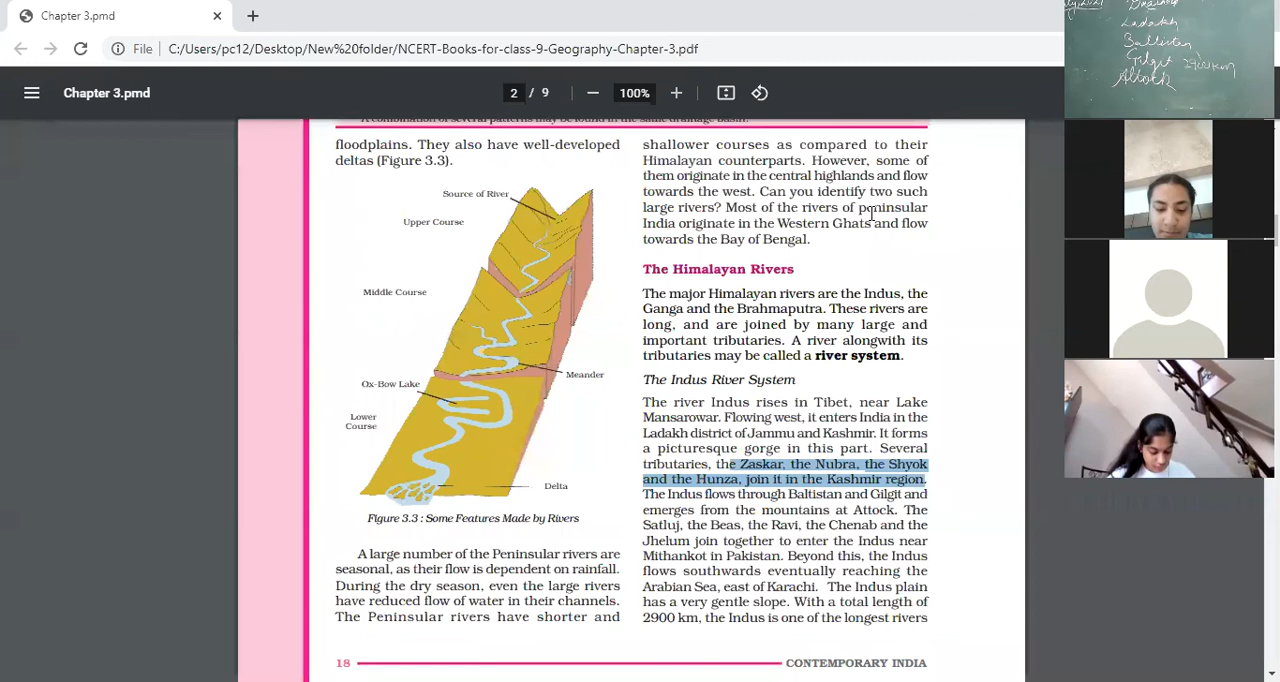 Chapter 3.pmd
File
C:/Users/pc12/Desktop/New%20folder/NCERT-Books-for-class-9-Geography-Chapter-3.pdf
Chapter 3.pmd
2 / 9
100%
A combination of several patterns may be found in the same drainage basin.
floodplains. They also have well-developed
deltas (Figure 3.3).
Source of River
Upper Course
Middle Course
Meander
Ox-Bow Lake
Lower
Course
Delta
Figure 3.3 : Some Features Made by Rivers
A large number of the Peninsular rivers are
seasonal, as their flow is dependent on rainfall.
During the dry season, even the large rivers
have reduced flow of water in their channels.
The Peninsular rivers have shorter and
shallower courses as compared to their
Himalayan counterparts. However, some of
them originate in the central highlands and flow
towards the west. Can you identify two such
large rivers? Most of the rivers of peninsular
India originate in the Western Ghats and flow
towards the Bay of Bengal.
The Himalayan Rivers
The major Himalayan rivers are the Indus, the
Ganga and the Brahmaputra. These rivers are
long, and are joined by many large and
important tributaries. A river alongwith its
tributaries may be called a river system.
The Indus River System
The river Indus rises in Tibet, near Lake
Mansarowar. Flowing west, it enters India in the
Ladakh district of Jammu and Kashmir. It forms
a picturesque gorge in this part. Several
tributaries, the Zaskar, the Nubra, the Shyok
and the Hunza, join it in the Kashmir region.
The Indus flows through Baltistan and Gilgit and
emerges from the mountains at Attock. The
Satluj, the Beas, the Ravi, the Chenab and the
Jhelum join together to enter the Indus near
Mithankot in Pakistan. Beyond this, the Indus
flows southwards eventually reaching the
Arabian Sea, east of Karachi. The Indus plain
has a very gentle slope. With a total length of
2900 km, the Indus is one of the longest rivers
18
CONTEMPORARY INDIA
Ladakh
Baltistan
Gilgit 2900 km
Attock